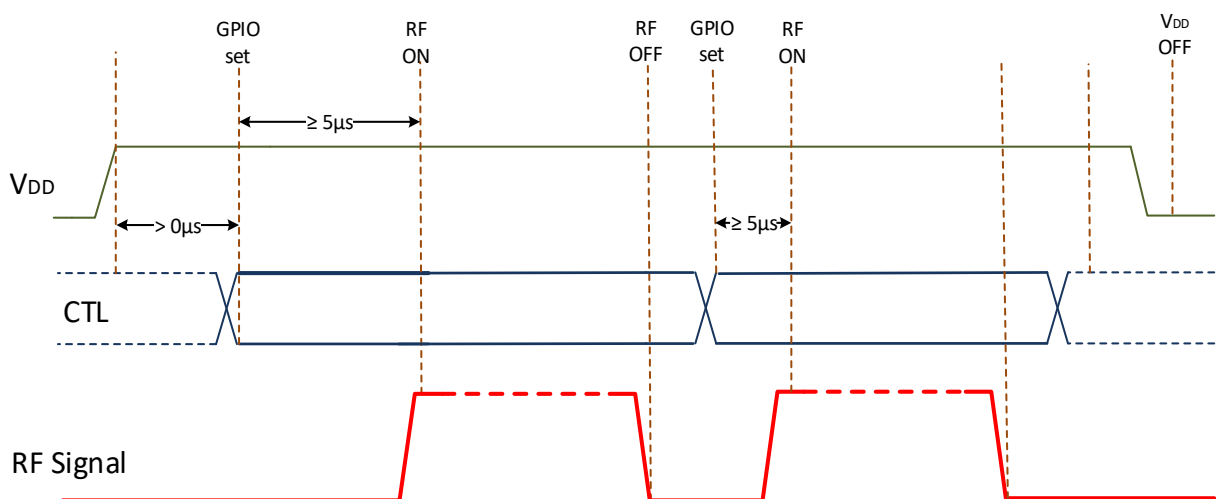 GPIO set
RF ON
RF OFF
GPIO set
RF ON
VDD OFF
≥ 5µs
VDD
> 0µs
≥ 5µs
CTL
RF Signal